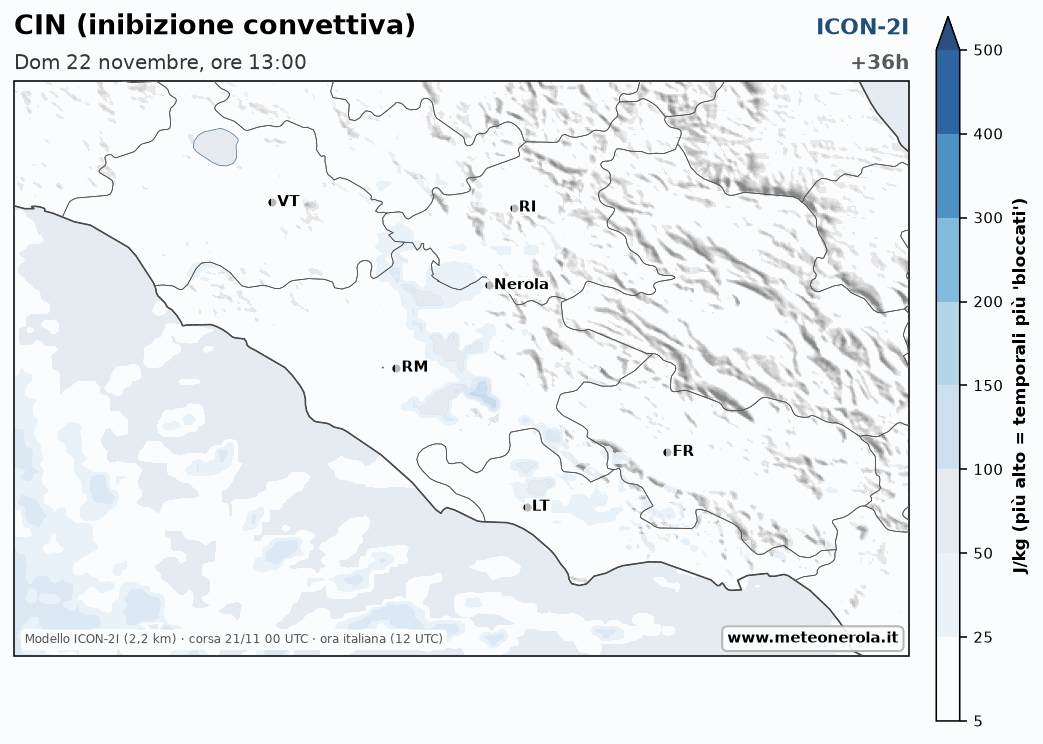 CIN (inibizione convettiva)
ICON-2I
Dom 22 novembre, ore 13:00
+36h
VT
RI
Nerola
RM
FR
LT
Modello ICON-2I (2,2 km) · corsa 21/11 00 UTC · ora italiana (12 UTC)
www.meteonerola.it
500
400
300
200
150
100
50
25
5
J/kg (più alto = temporali più 'bloccati')